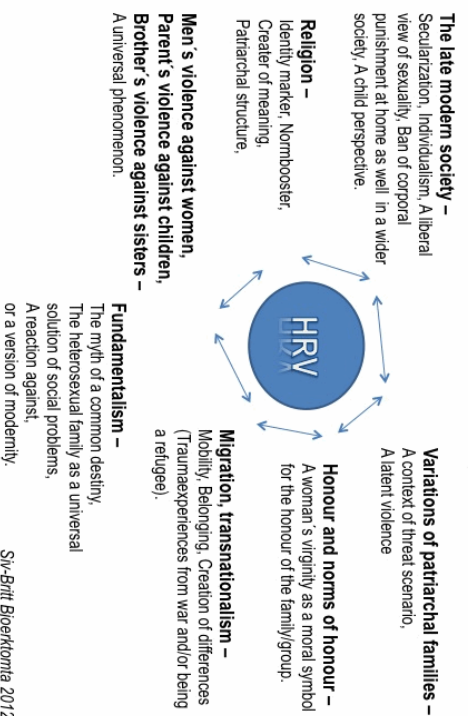 The late modern society –
Secularization, Individualism, A liberal
view of sexuality, Ban of corporal
punishment at home as well in a wider
society, A child perspective.
Religion –
Identity marker, Normbooster,
Creater of meaning,
Patriarchal structure,
Men´s violence against women,
Parent´s violence against children,
Brother´s violence against sisters –
A universal phenomenon.
HRV
Variations of patriarchal families –
A context of threat scenario,
A latent violence
Honour and norms of honour –
A woman´s virginity as a moral symbol
for the honour of the family/group.
Migration, transnationalism –
Mobility, Belonging, Creation of differences
(Traumaexperiences from war and/or being
a refugee).
Fundamentalism –
The myth of a common destiny,
The heterosexual family as a universal
solution of social problems,
A reaction against,
or a version of modernity.
Siv-Britt Bjoerktomta 2012